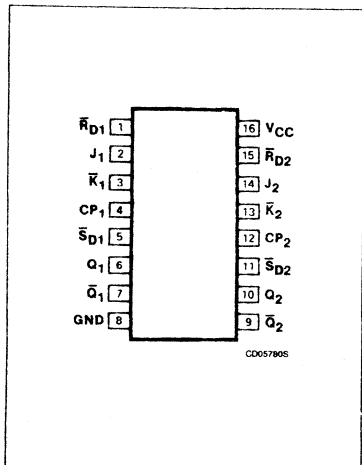 R̅D1 1 16 VCC
J1 2 15 R̅D2
K̅1 3 14 J2
CP1 4 13 K̅2
S̅D1 5 12 CP2
Q1 6 11 S̅D2
Q̅1 7 10 Q2
GND 8 9 Q̅2
CD05780S